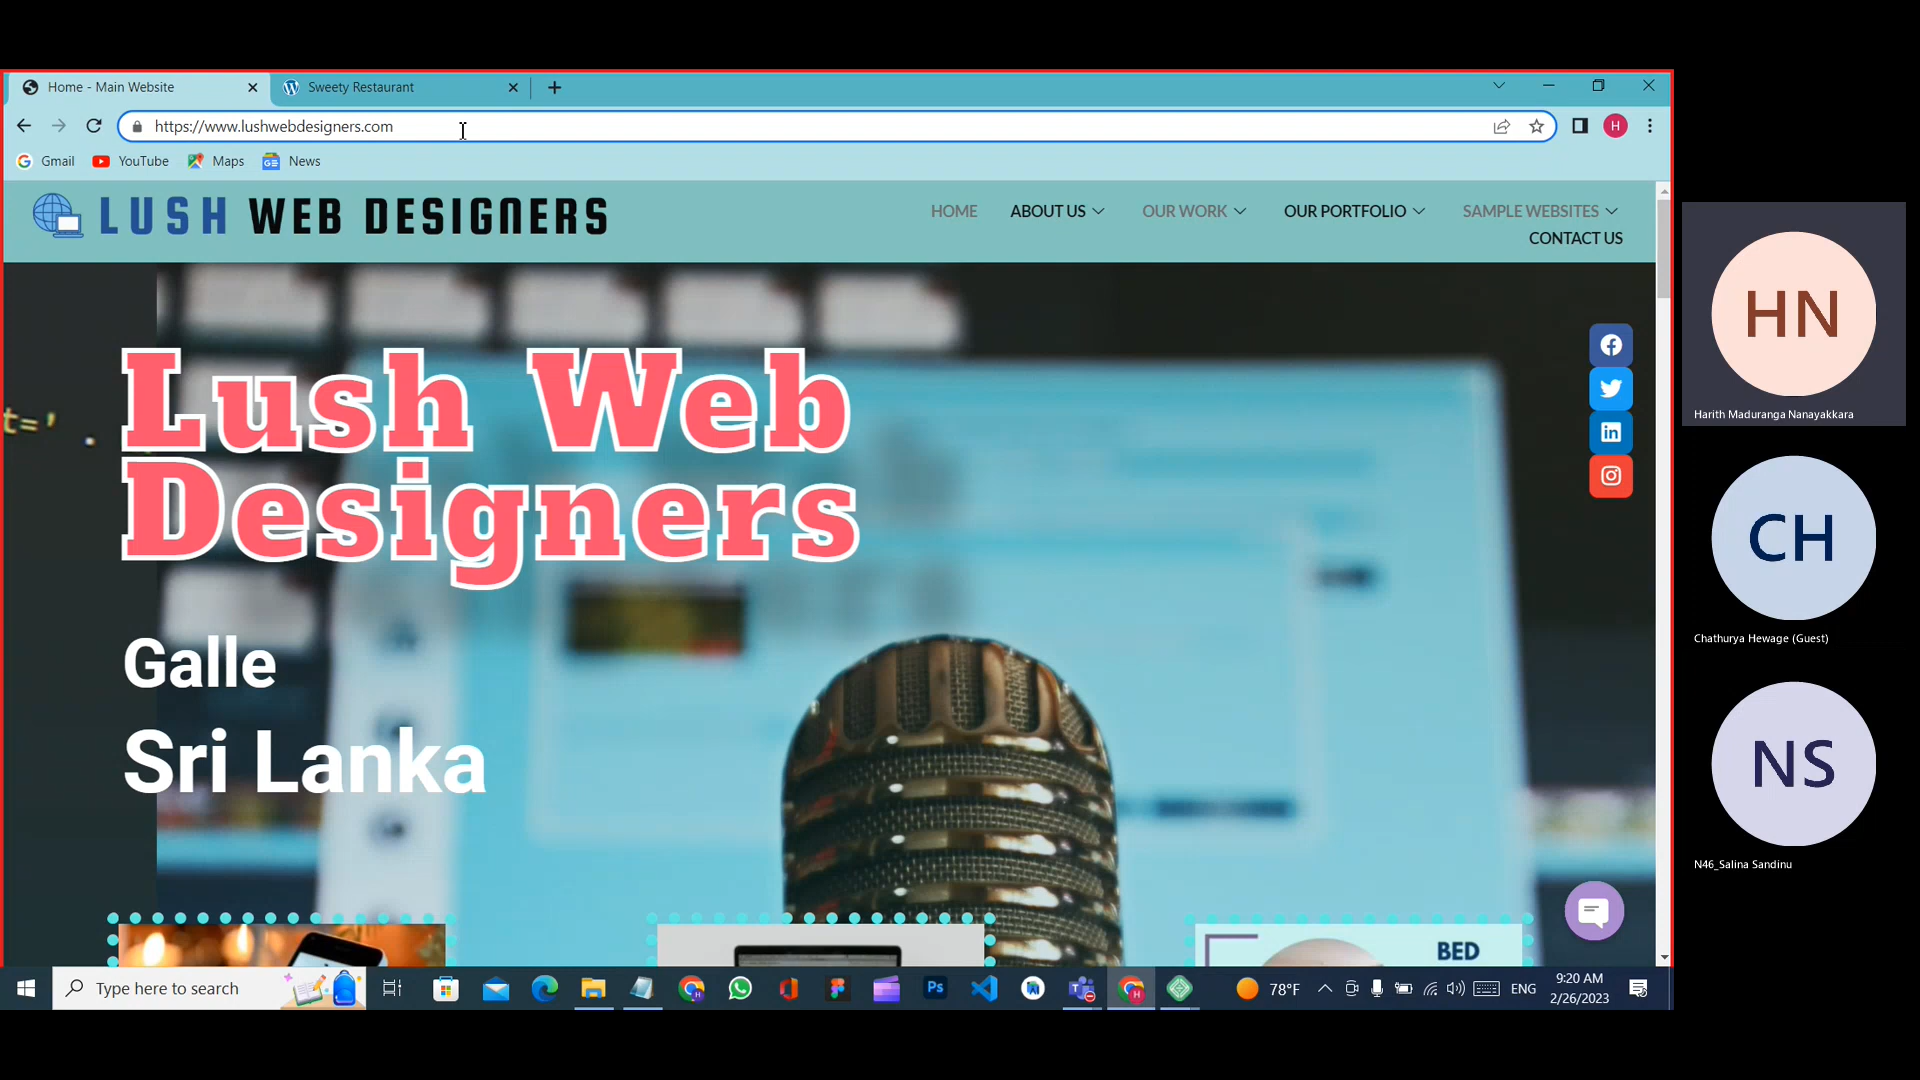 Home - Main Website
Sweety Restaurant
https://www.lushwebdesigners.com
H
Gmail
YouTube
Maps
News
LUSH WEB DESIGNERS
HOME
ABOUT US
OUR WORK
OUR PORTFOLIO
SAMPLE WEBSITES
CONTACT US
Lush Web
Designers
Galle
Sri Lanka
t=' .
BED
HN
Harith Maduranga Nanayakkara
CH
Chathurya Hewage (Guest)
NS
N46_Salina Sandinu
Type here to search
78°F
ENG
9:20 AM
2/26/2023